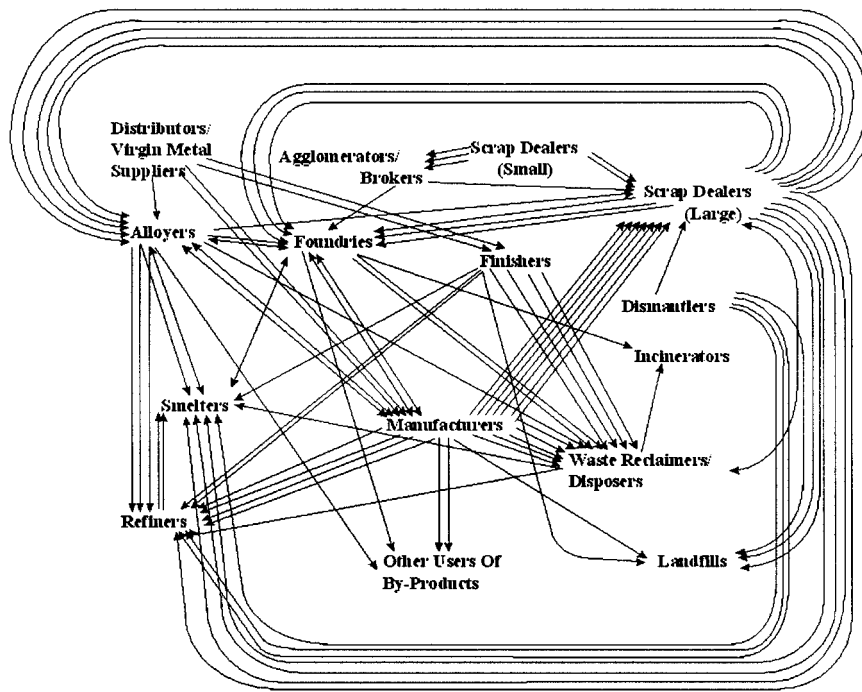 Distributors/
Virgin Metal
Suppliers
Agglomerators/
Brokers
Scrap Dealers
(Small)
Scrap Dealers
(Large)
Alloyers
Foundries
Finishers
Dismantlers
Incinerators
Smelters
Manufacturers
Waste Reclaimers/
Disposers
Refiners
Other Users Of
By-Products
Landfills